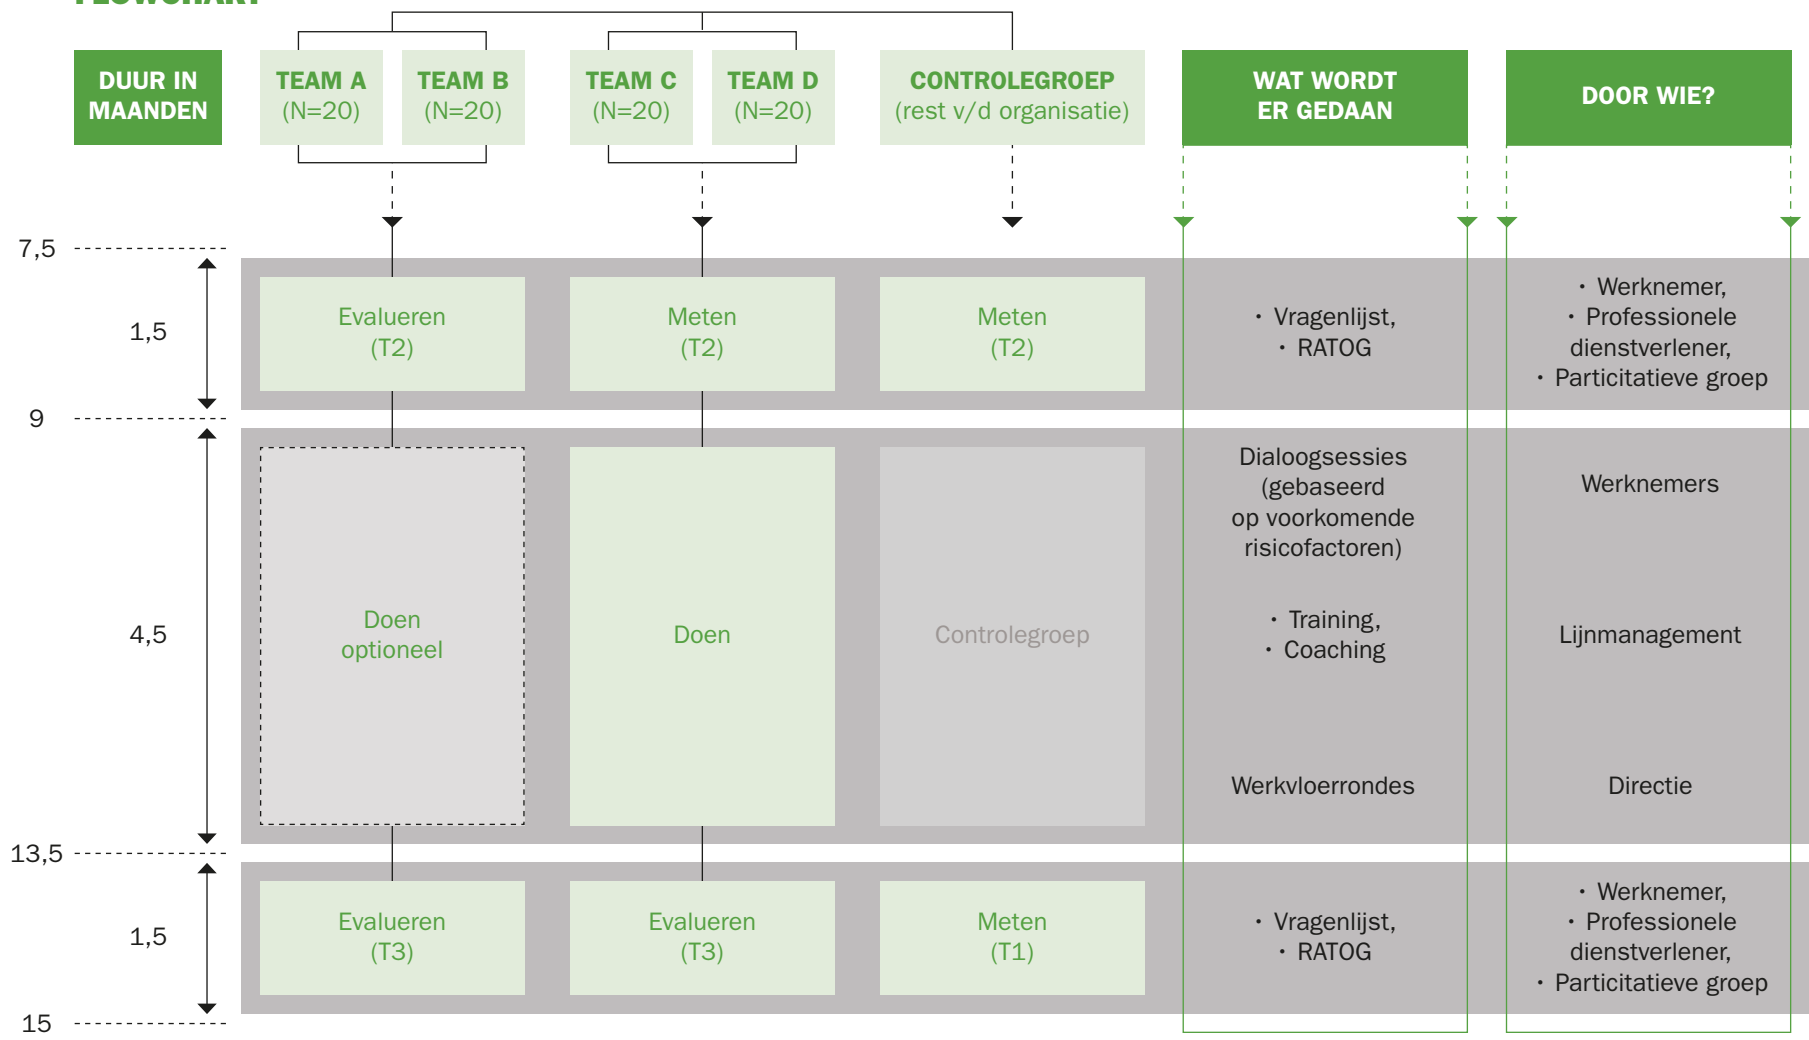 FLOWCHART
DUUR IN
MAANDEN
TEAM A
(N=20)
TEAM B
(N=20)
TEAM C
(N=20)
TEAM D
(N=20)
CONTROLEGROEP
(rest v/d organisatie)
WAT WORDT
ER GEDAAN
DOOR WIE?
7,5
1,5
Evalueren
(T2)
Meten
(T2)
Meten
(T2)
• Vragenlijst,
• RATOG
• Werknemer,
• Professionele
dienstverlener,
• Particitatieve groep
9
4,5
Doen
optioneel
Doen
Controlegroep
Dialoogsessies
(gebaseerd
op voorkomende
risicofactoren)
Werknemers
• Training,
• Coaching
Lijnmanagement
Werkvloerrondes
Directie
13,5
1,5
Evalueren
(T3)
Evalueren
(T3)
Meten
(T1)
• Vragenlijst,
• RATOG
• Werknemer,
• Professionele
dienstverlener,
• Particitatieve groep
15